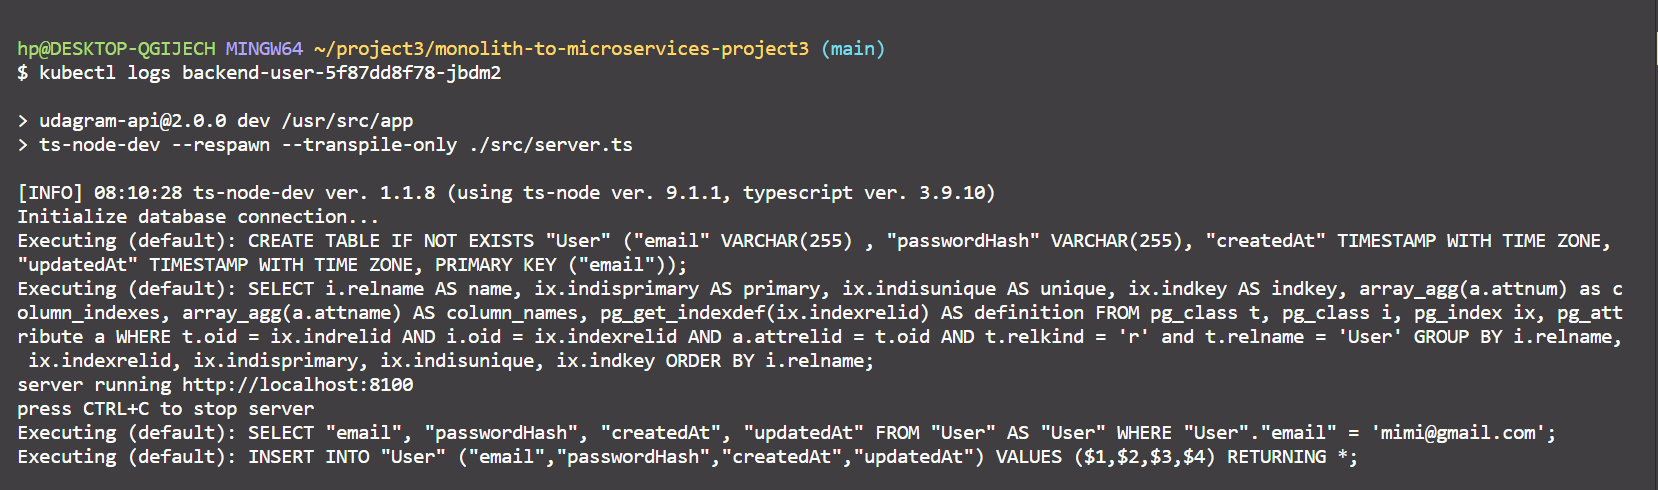 hp@DESKTOP-QGIJECH MINGW64 ~/project3/monolith-to-microservices-project3 (main)
$ kubectl logs backend-user-5f87dd8f78-jbdm2
> udagram-api@2.0.0 dev /usr/src/app
> ts-node-dev --respawn --transpile-only ./src/server.ts
[INFO] 08:10:28 ts-node-dev ver. 1.1.8 (using ts-node ver. 9.1.1, typescript ver. 3.9.10)
Initialize database connection...
Executing (default): CREATE TABLE IF NOT EXISTS "User" ("email" VARCHAR(255) , "passwordHash" VARCHAR(255), "createdAt" TIMESTAMP WITH TIME ZONE,
"updatedAt" TIMESTAMP WITH TIME ZONE, PRIMARY KEY ("email"));
Executing (default): SELECT i.relname AS name, ix.indisprimary AS primary, ix.indisunique AS unique, ix.indkey AS indkey, array_agg(a.attnum) as c
olumn_indexes, array_agg(a.attname) AS column_names, pg_get_indexdef(ix.indexrelid) AS definition FROM pg_class t, pg_class i, pg_index ix, pg_att
ribute a WHERE t.oid = ix.indrelid AND i.oid = ix.indexrelid AND a.attrelid = t.oid AND t.relkind = 'r' and t.relname = 'User' GROUP BY i.relname,
 ix.indexrelid, ix.indisprimary, ix.indisunique, ix.indkey ORDER BY i.relname;
server running http://localhost:8100
press CTRL+C to stop server
Executing (default): SELECT "email", "passwordHash", "createdAt", "updatedAt" FROM "User" AS "User" WHERE "User"."email" = 'mimi@gmail.com';
Executing (default): INSERT INTO "User" ("email","passwordHash","createdAt","updatedAt") VALUES ($1,$2,$3,$4) RETURNING *;